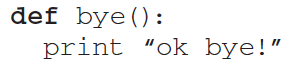 def bye():
  print “ok bye!”